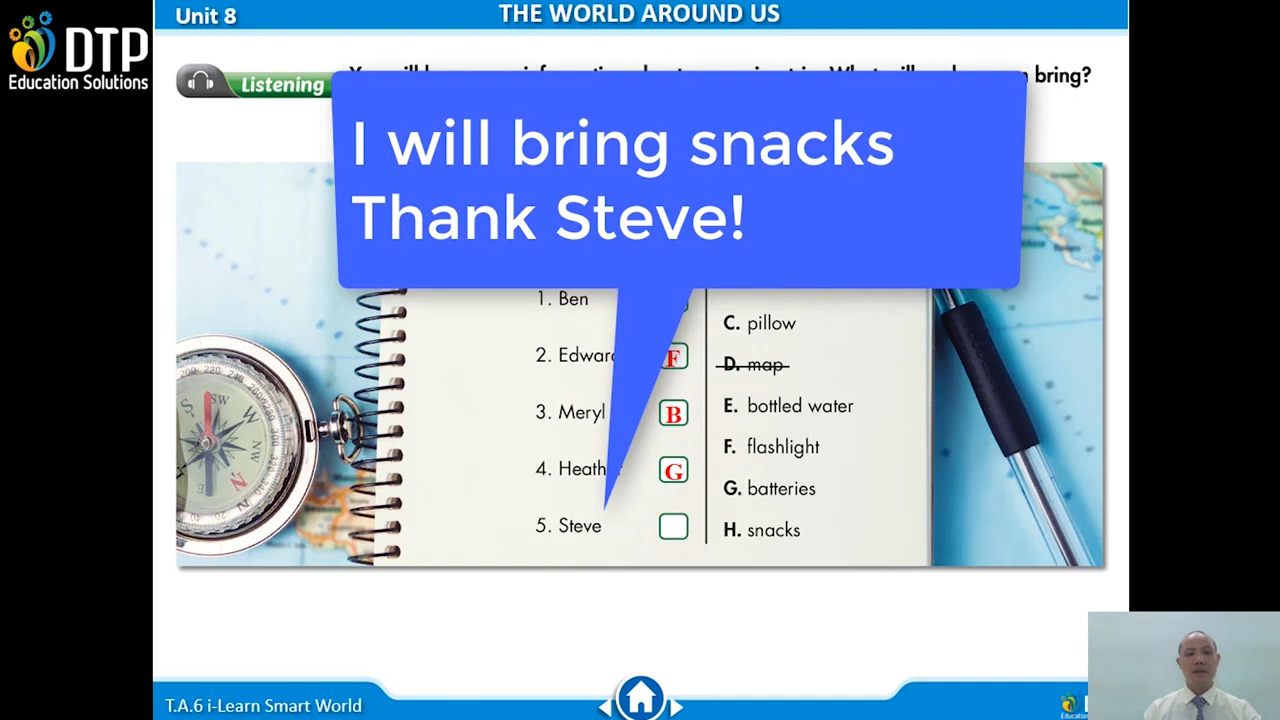 Unit 8
THE WORLD AROUND US
DTP
Education Solutions
Listening
bring?
I will bring snacks
Thank Steve!
1. Ben
2. Edward
F
3. Meryl
B
4. Heath
G
5. Steve
C. pillow
D. map
E. bottled water
F. flashlight
G. batteries
H. snacks
T.A.6 i-Learn Smart World